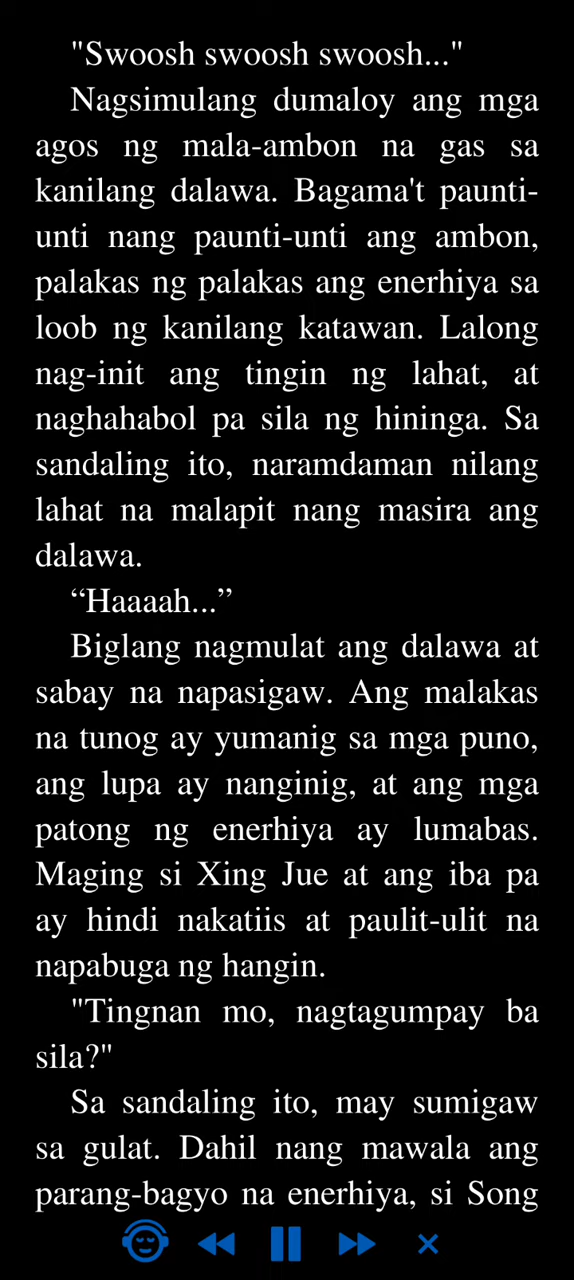 "Swoosh swoosh swoosh..."
Nagsimulang dumaloy ang mga
agos ng mala-ambon na gas sa
kanilang dalawa. Bagama't paunti-
unti nang paunti-unti ang ambon,
palakas ng palakas ang enerhiya sa
loob ng kanilang katawan. Lalong
nag-init ang tingin ng lahat, at
naghahabol pa sila ng hininga. Sa
sandaling ito, naramdaman nilang
lahat na malapit nang masira ang
dalawa.
“Haaaah...”
Biglang nagmulat ang dalawa at
sabay na napasigaw. Ang malakas
na tunog ay yumanig sa mga puno,
ang lupa ay nanginig, at ang mga
patong ng enerhiya ay lumabas.
Maging si Xing Jue at ang iba pa
ay hindi nakatiis at paulit-ulit na
napabuga ng hangin.
"Tingnan mo, nagtagumpay ba
sila?"
Sa sandaling ito, may sumigaw
sa gulat. Dahil nang mawala ang
parang-bagyo na enerhiya, si Song